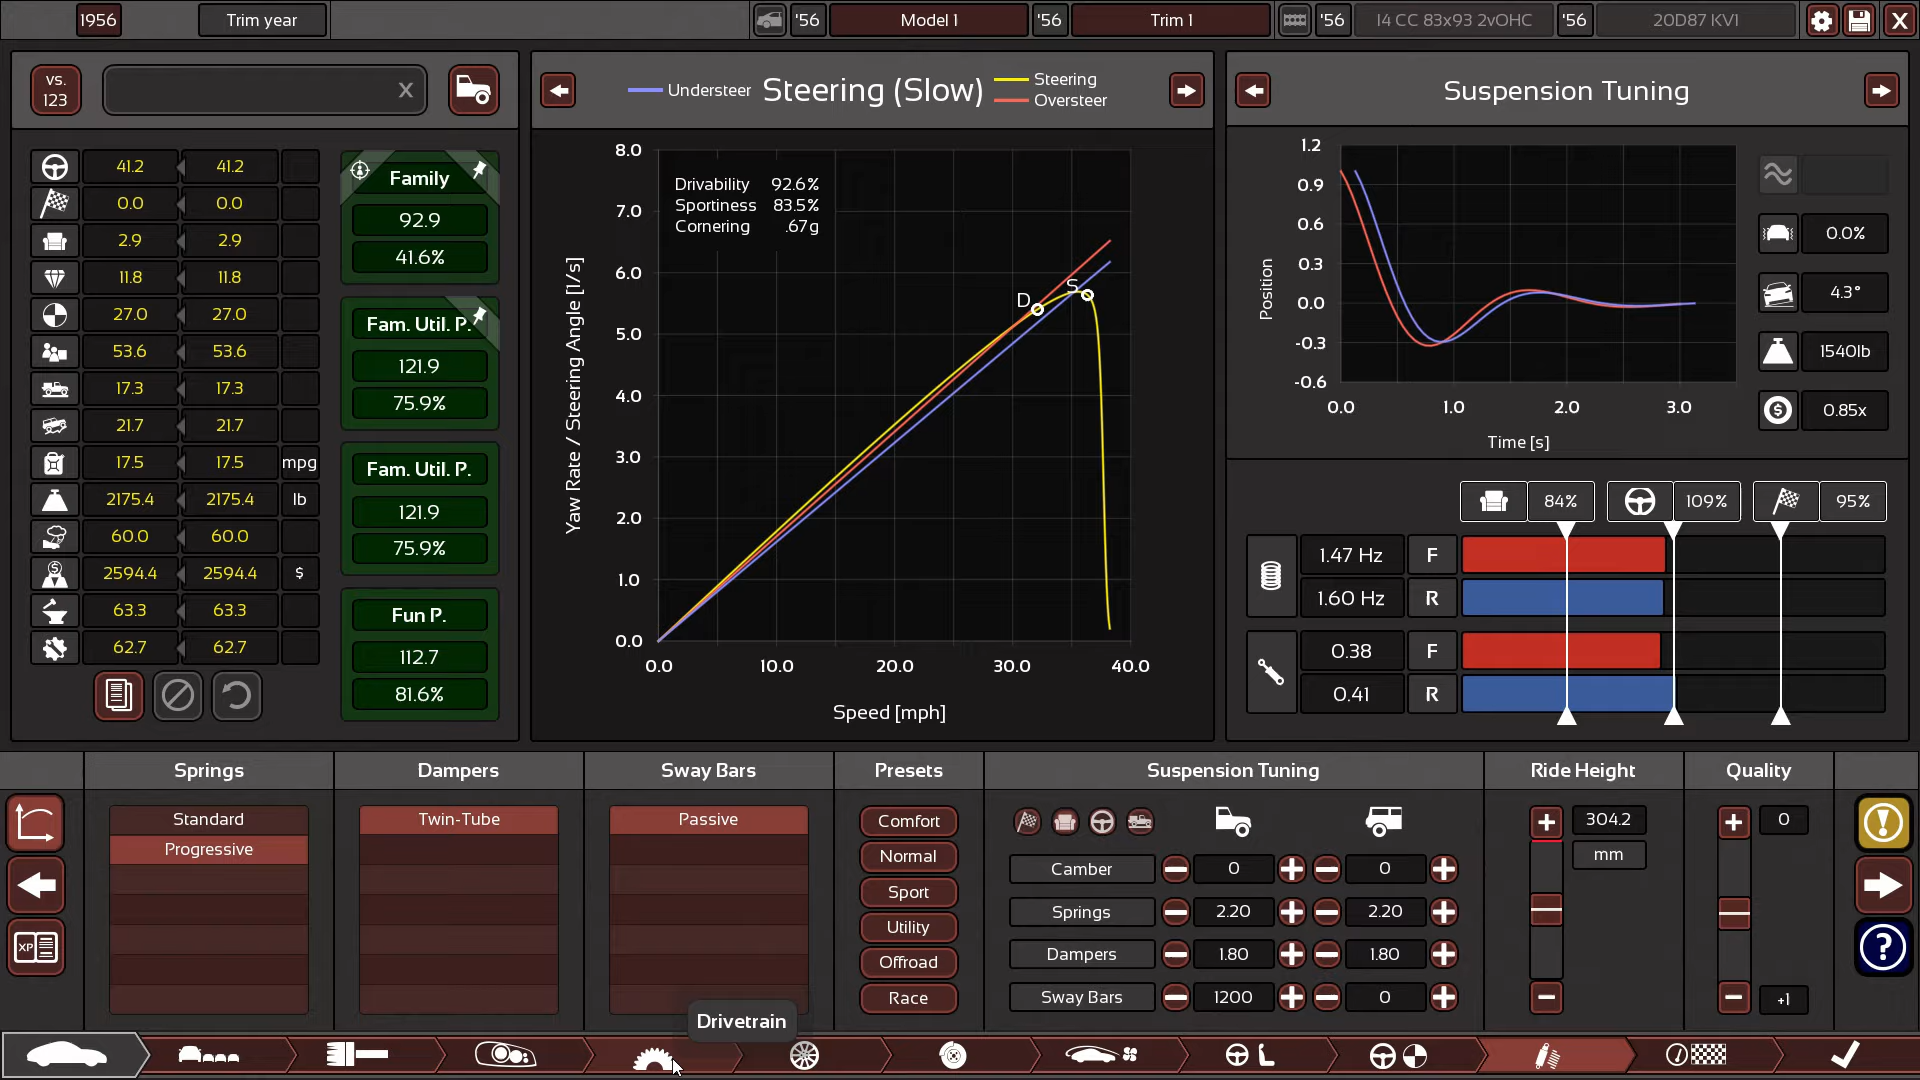 1956
Trim year
'56
Model 1
'56
Trim 1
'56
I4 CC 83x93 2vOHC
'56
20D87 KV1
X
vs.
123
X
41.2 41.2
0.0 0.0
2.9 2.9
11.8 11.8
27.0 27.0
53.6 53.6
17.3 17.3
21.7 21.7
17.5 17.5 mpg
2175.4 2175.4 lb
60.0 60.0
2594.4 2594.4 $
63.3 63.3
62.7 62.7
Family
92.9
41.6%
Fam. Util. P.
121.9
75.9%
Fam. Util. P.
121.9
75.9%
Fun P.
112.7
81.6%
Understeer
Steering (Slow)
Steering
Oversteer
Drivability 92.6%
Sportiness 83.5%
Cornering .67g
D
S
8.0
7.0
6.0
5.0
4.0
3.0
2.0
1.0
0.0
0.0 10.0 20.0 30.0 40.0
Yaw Rate / Steering Angle [1/s]
Speed [mph]
Suspension Tuning
1.2
0.9
0.6
0.3
0.0
-0.3
-0.6
0.0 1.0 2.0 3.0
Position
Time [s]
0.0%
4.3°
1540lb
0.85x
84%
109%
95%
1.47 Hz F
1.60 Hz R
0.38 F
0.41 R
Springs
Standard
Progressive
Dampers
Twin-Tube
Sway Bars
Passive
Presets
Comfort
Normal
Sport
Utility
Offroad
Race
Suspension Tuning
Camber 0 0
Springs 2.20 2.20
Dampers 1.80 1.80
Sway Bars 1200 0
Ride Height
304.2
mm
Quality
0
+1
XP
?
Drivetrain